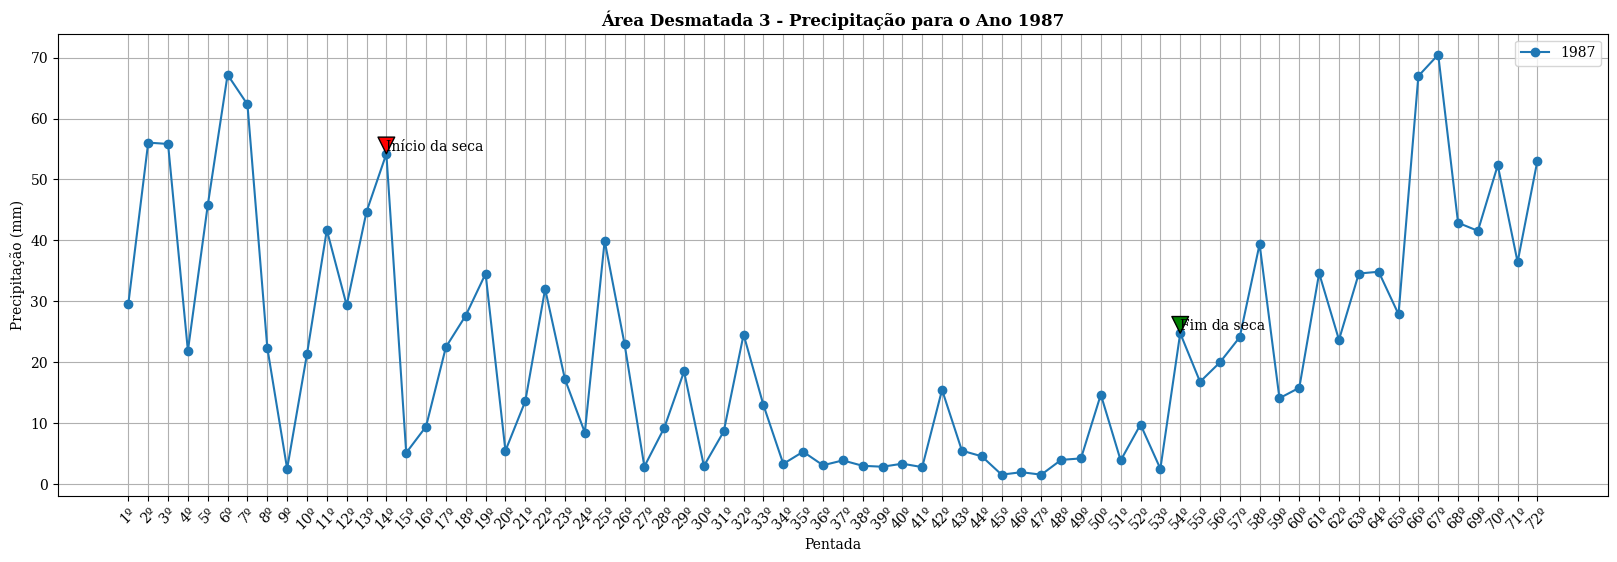 Área Desmatada 3 - Precipitação para o Ano 1987
1987
Precipitação (mm)
70
60
50
40
30
20
10
0
Início da seca
Fim da seca
1º 2º 3º 4º 5º 6º 7º 8º 9º 10º 11º 12º 13º 14º 15º 16º 17º 18º 19º 20º 21º 22º 23º 24º 25º 26º 27º 28º 29º 30º 31º 32º 33º 34º 35º 36º 37º 38º 39º 40º 41º 42º 43º 44º 45º 46º 47º 48º 49º 50º 51º 52º 53º 54º 55º 56º 57º 58º 59º 60º 61º 62º 63º 64º 65º 66º 67º 68º 69º 70º 71º 72º
Pentada